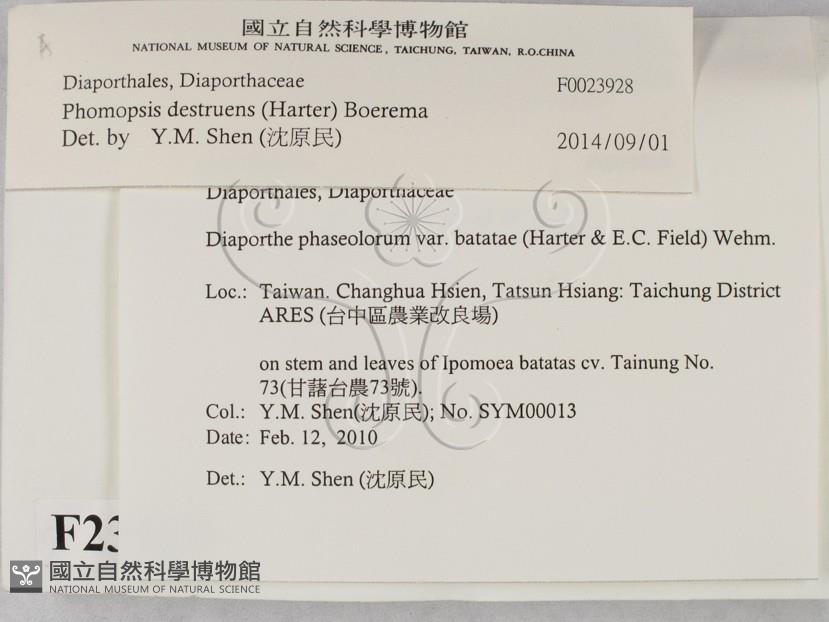 國立自然科學博物館
NATIONAL MUSEUM OF NATURAL SCIENCE, TAICHUNG, TAIWAN, R.O.CHINA
Diaporthales, Diaporthaceae F0023928
Phomopsis destruens (Harter) Boerema
Det. by Y.M. Shen (沈原民) 2014/09/01
Diaporthales, Diaporthaceae
Diaporthe phaseolorum var. batatae (Harter & E.C. Field) Wehm.
Loc.: Taiwan. Changhua Hsien, Tatsun Hsiang: Taichung District
ARES (台中區農業改良場)
on stem and leaves of Ipomoea batatas cv. Tainung No.
73(甘藷台農73號).
Col.: Y.M. Shen(沈原民); No. SYM00013
Date: Feb. 12, 2010
Det.: Y.M. Shen (沈原民)
F23
國立自然科學博物館
NATIONAL MUSEUM OF NATURAL SCIENCE